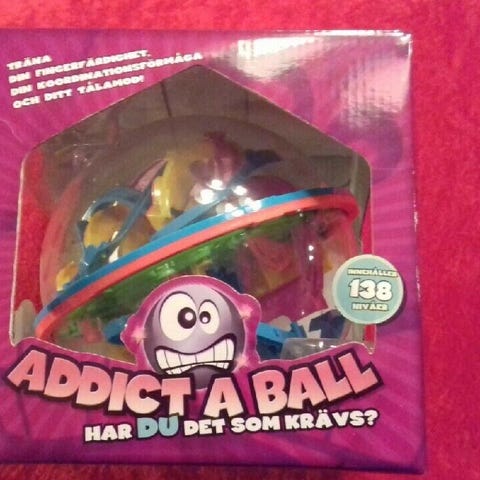 TRÄNA
DIN FINGERFÄRDIGHET,
DIN KOORDINATIONSFÖRMÅGA
OCH DITT TÅLAMOD!
INNEHÅLLER
138
NIVÅER
ADDICT A BALL
HAR DU DET SOM KRÄVS?